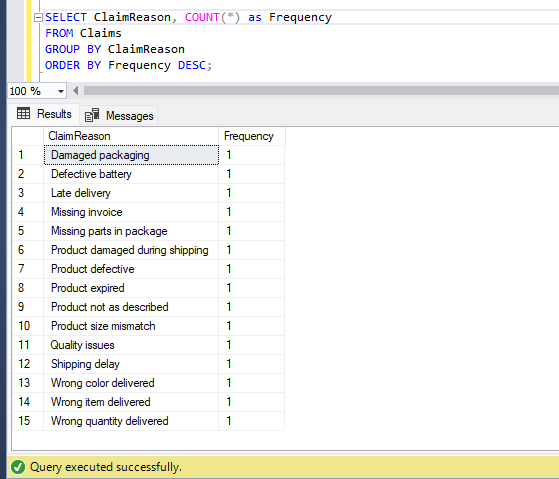 SELECT ClaimReason, COUNT(*) as Frequency
FROM Claims
GROUP BY ClaimReason
ORDER BY Frequency DESC;
100 %
Results Messages
ClaimReason Frequency
1 Damaged packaging 1
2 Defective battery 1
3 Late delivery 1
4 Missing invoice 1
5 Missing parts in package 1
6 Product damaged during shipping 1
7 Product defective 1
8 Product expired 1
9 Product not as described 1
10 Product size mismatch 1
11 Quality issues 1
12 Shipping delay 1
13 Wrong color delivered 1
14 Wrong item delivered 1
15 Wrong quantity delivered 1
Query executed successfully.